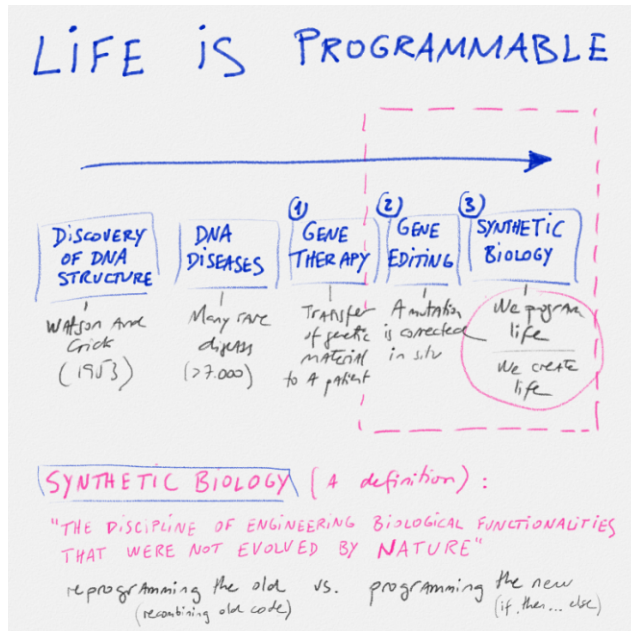 LiFE iS PROGRAMMABLE
① ② ③
DiSCOVERY
OF DNA
STRUCTURE
DNA
DiSEASES
GENE
THERAPY
GENE
EDiTiNG
SYNTHETIC
BiOLOGY
Watson And
Crick
(1953)
Many rare
diseases
(>7.000)
Transfer
of genetic
material
to A patient
A mutation
is corrected
in situ
We program
life
We create
life
SYNTHETIC BIOLOGY (A definition) :
"THE DISCIPLINE OF ENGINEERING BIOLOGICAL FUNCTIONALITIES
THAT WERE NOT EVOLVED BY NATURE"
reprogramming the old vs. programming the new
(recombining old code) (if, then... else)